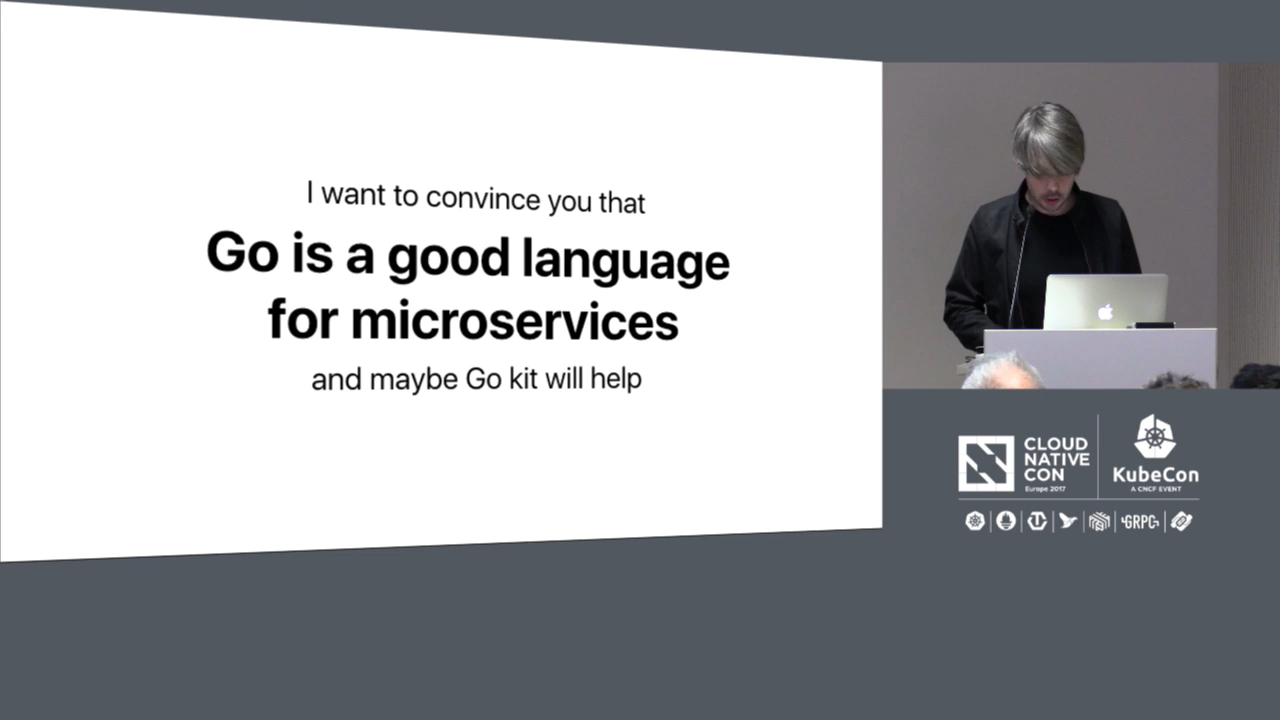 I want to convince you that
Go is a good language
for microservices
and maybe Go kit will help
CLOUD
NATIVE
CON
Europe 2017
KubeCon
A CNCF EVENT
GRPC